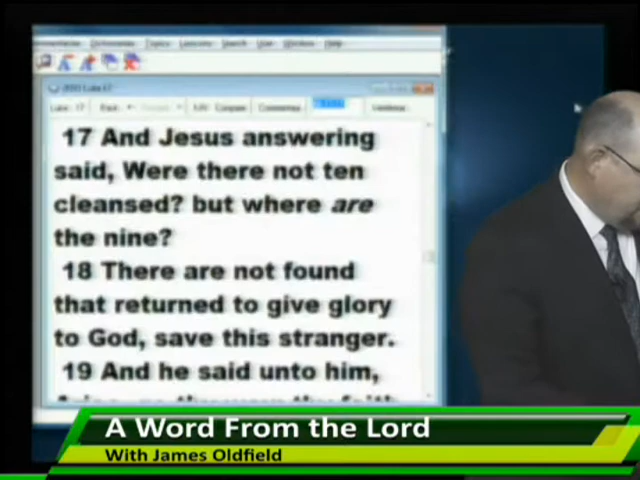 17 And Jesus answering
said, Were there not ten
cleansed? but where are
the nine?
18 There are not found
that returned to give glory
to God, save this stranger.
19 And he said unto him,
A Word From the Lord
With James Oldfield